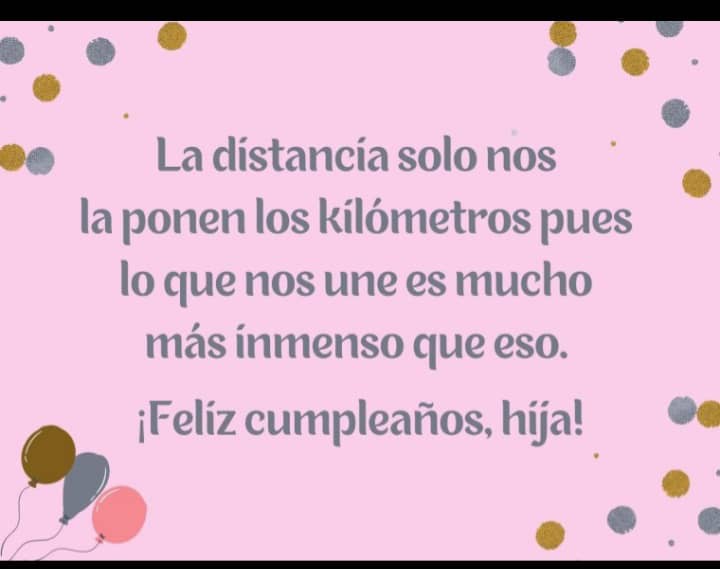 La distancia solo nos
la ponen los kilómetros pues
lo que nos une es mucho
más inmenso que eso.
¡Feliz cumpleaños, hija!